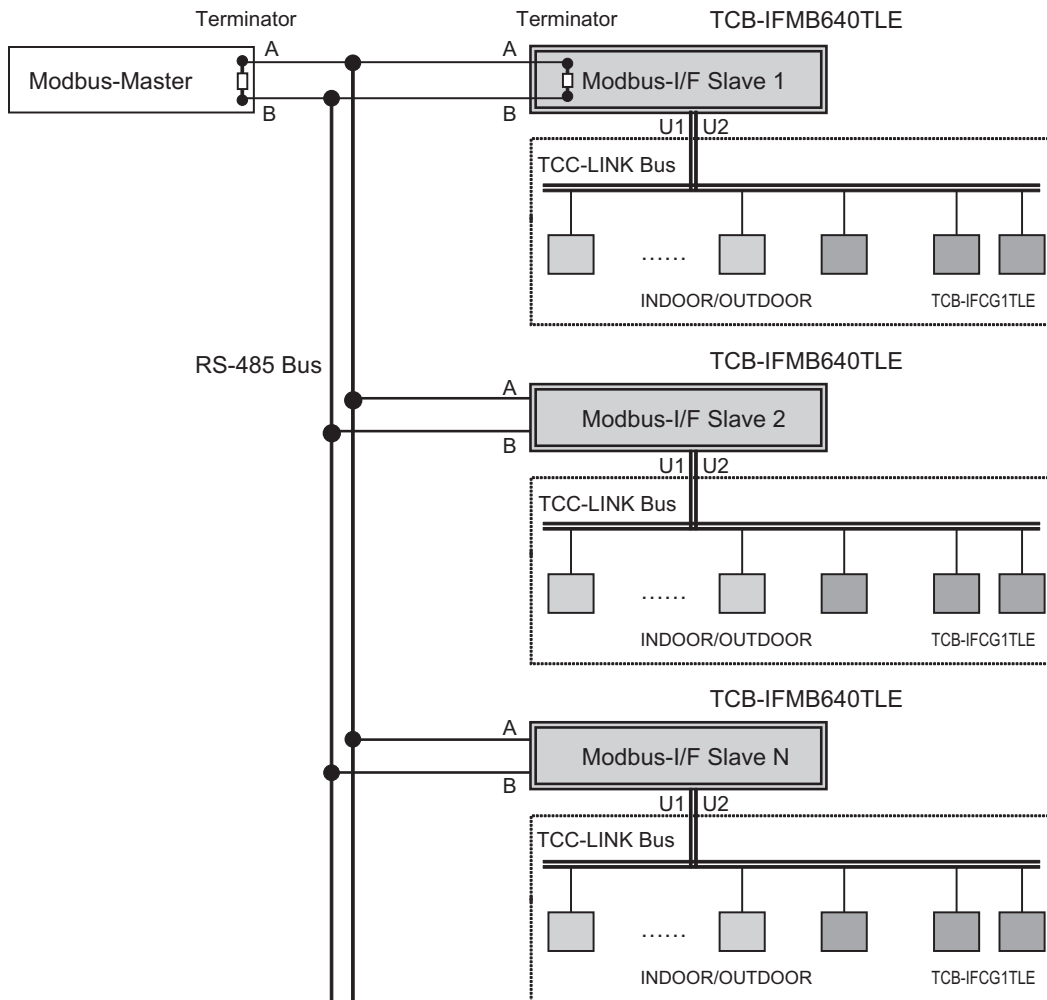 Terminator
Terminator
TCB-IFMB640TLE
A
A
Modbus-Master
Modbus-I/F Slave 1
B
B
U1 U2
TCC-LINK Bus
......
INDOOR/OUTDOOR
TCB-IFCG1TLE
RS-485 Bus
TCB-IFMB640TLE
A
Modbus-I/F Slave 2
B
U1 U2
TCC-LINK Bus
......
INDOOR/OUTDOOR
TCB-IFCG1TLE
TCB-IFMB640TLE
A
Modbus-I/F Slave N
B
U1 U2
TCC-LINK Bus
......
INDOOR/OUTDOOR
TCB-IFCG1TLE